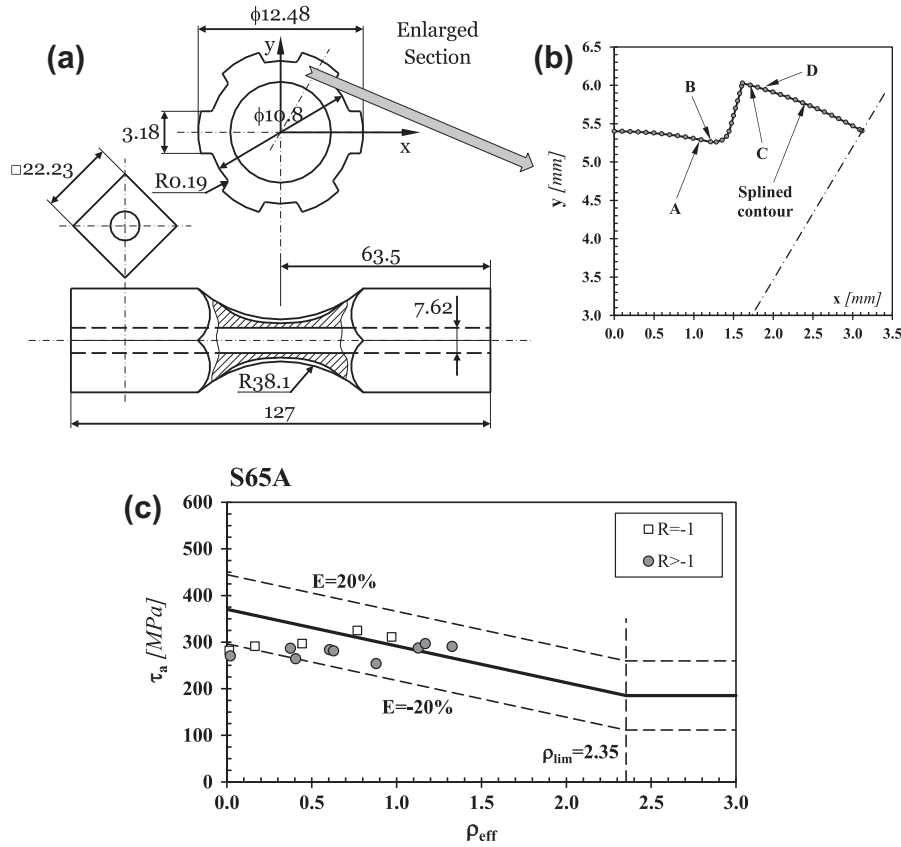 (a)
ϕ12.48
y
Enlarged
Section
ϕ10.8
x
3.18
R0.19
□22.23
63.5
7.62
R38.1
127
(b)
6.5
6.0
5.5
5.0
4.5
4.0
3.5
3.0
y [mm]
B
D
C
A
Splined
contour
x [mm]
0.0 0.5 1.0 1.5 2.0 2.5 3.0 3.5
(c)
S65A
600
500
400
300
200
100
0
τa [MPa]
R=-1
R>-1
E=20%
E=-20%
ρlim=2.35
0.0 0.5 1.0 1.5 2.0 2.5 3.0
ρeff